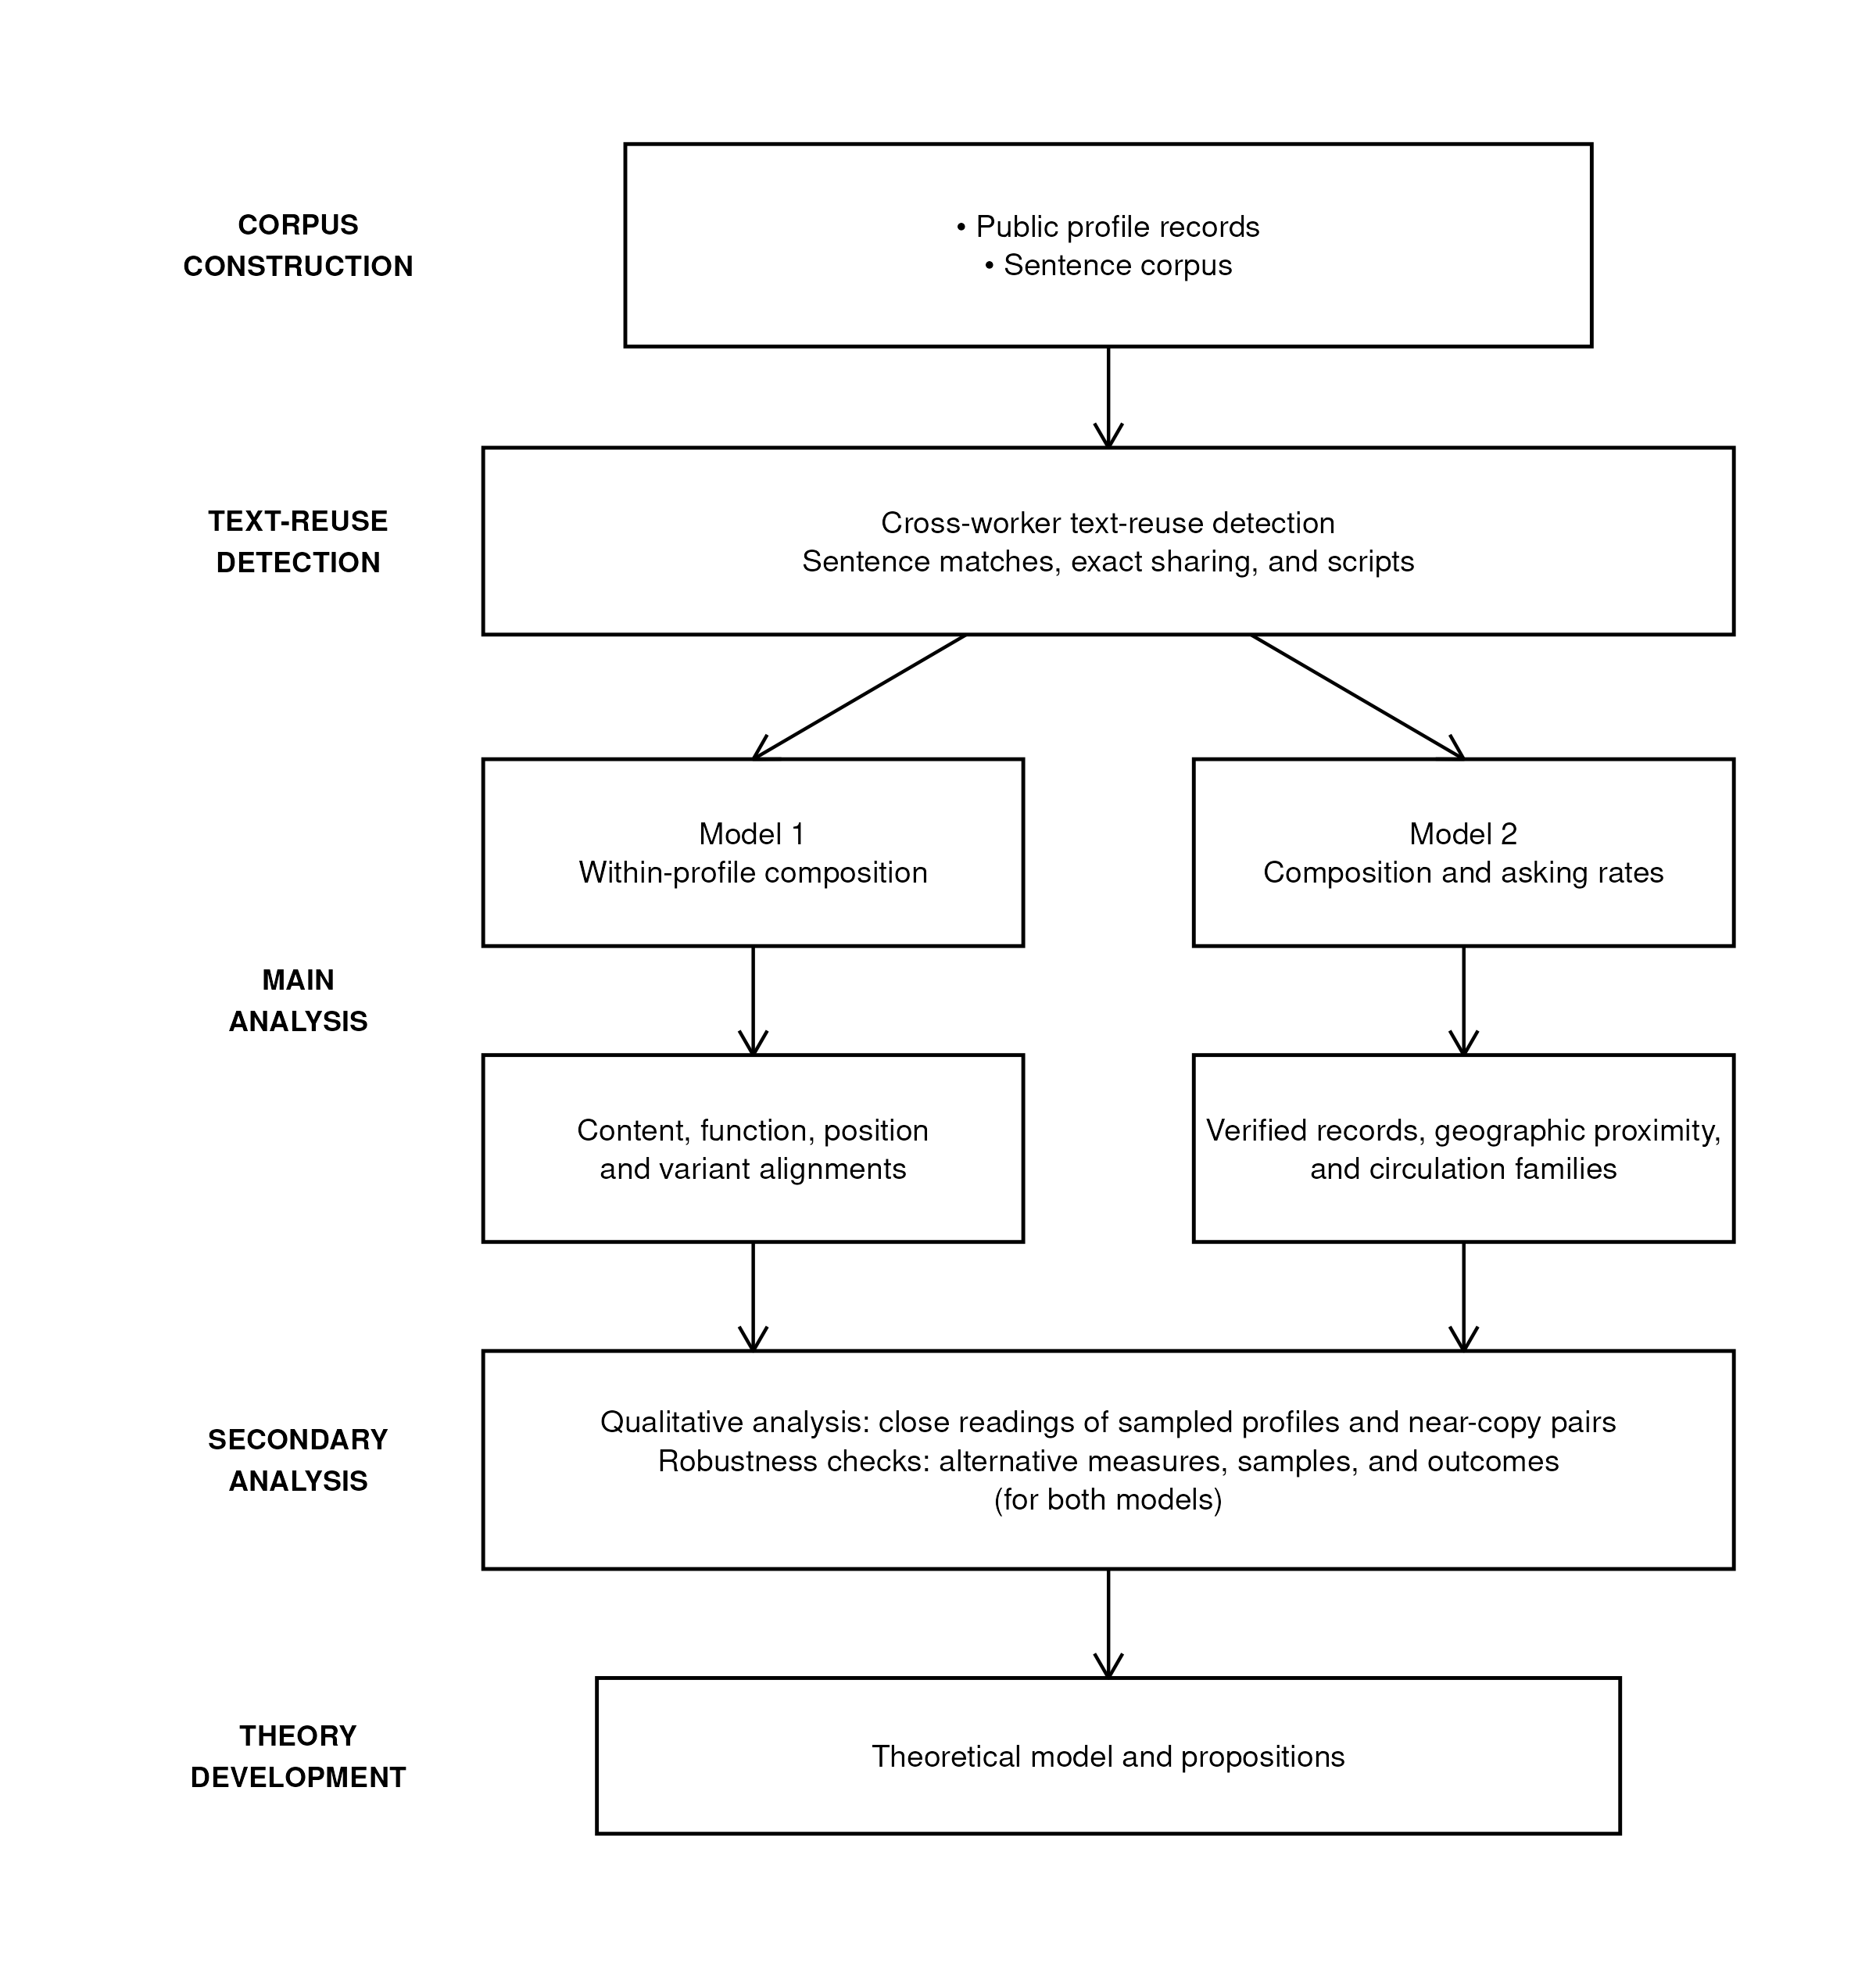 CORPUS
CONSTRUCTION
• Public profile records
• Sentence corpus
TEXT-REUSE
DETECTION
Cross-worker text-reuse detection
Sentence matches, exact sharing, and scripts
MAIN
ANALYSIS
Model 1
Within-profile composition
Model 2
Composition and asking rates
Content, function, position
and variant alignments
Verified records, geographic proximity,
and circulation families
SECONDARY
ANALYSIS
Qualitative analysis: close readings of sampled profiles and near-copy pairs
Robustness checks: alternative measures, samples, and outcomes
(for both models)
THEORY
DEVELOPMENT
Theoretical model and propositions